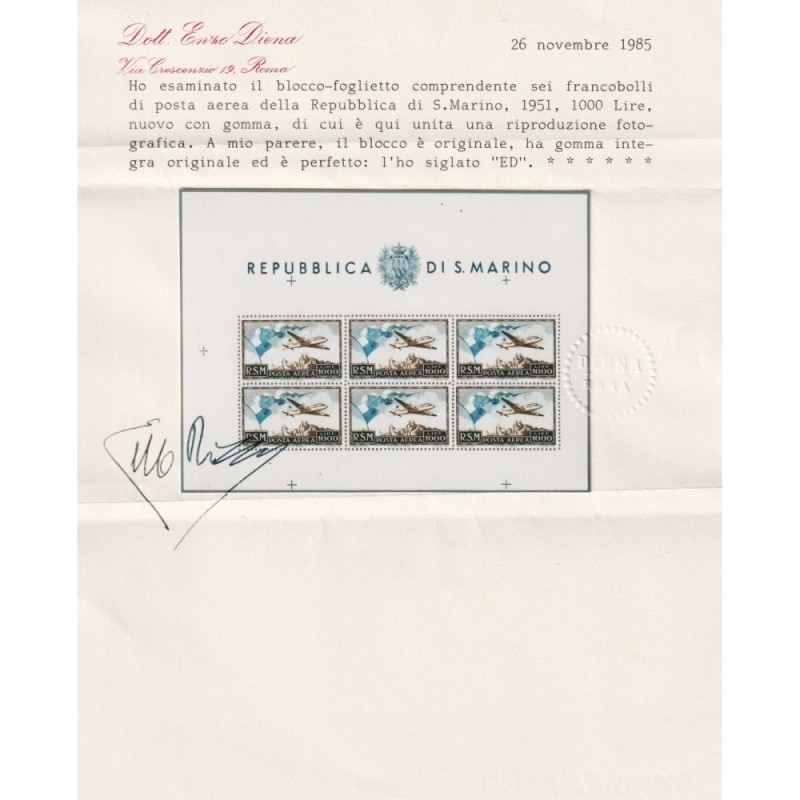 Dott. Enzo Diena
Via Crescenzio 19, Roma
26 novembre 1985
Ho esaminato il blocco-foglietto comprendente sei francobolli
di posta aerea della Repubblica di S.Marino, 1951, 1000 Lire,
nuovo con gomma, di cui è qui unita una riproduzione foto-
grafica. A mio parere, il blocco è originale, ha gomma inte-
gra originale ed è perfetto: l'ho siglato "ED". * * * * * *
REPUBBLICA DI S. MARINO
R.S.M POSTA AEREA LIRE 1000
R.S.M POSTA AEREA LIRE 1000
R.S.M POSTA AEREA LIRE 1000
R.S.M POSTA AEREA LIRE 1000
R.S.M POSTA AEREA LIRE 1000
R.S.M POSTA AEREA LIRE 1000
DIENA
ROMA